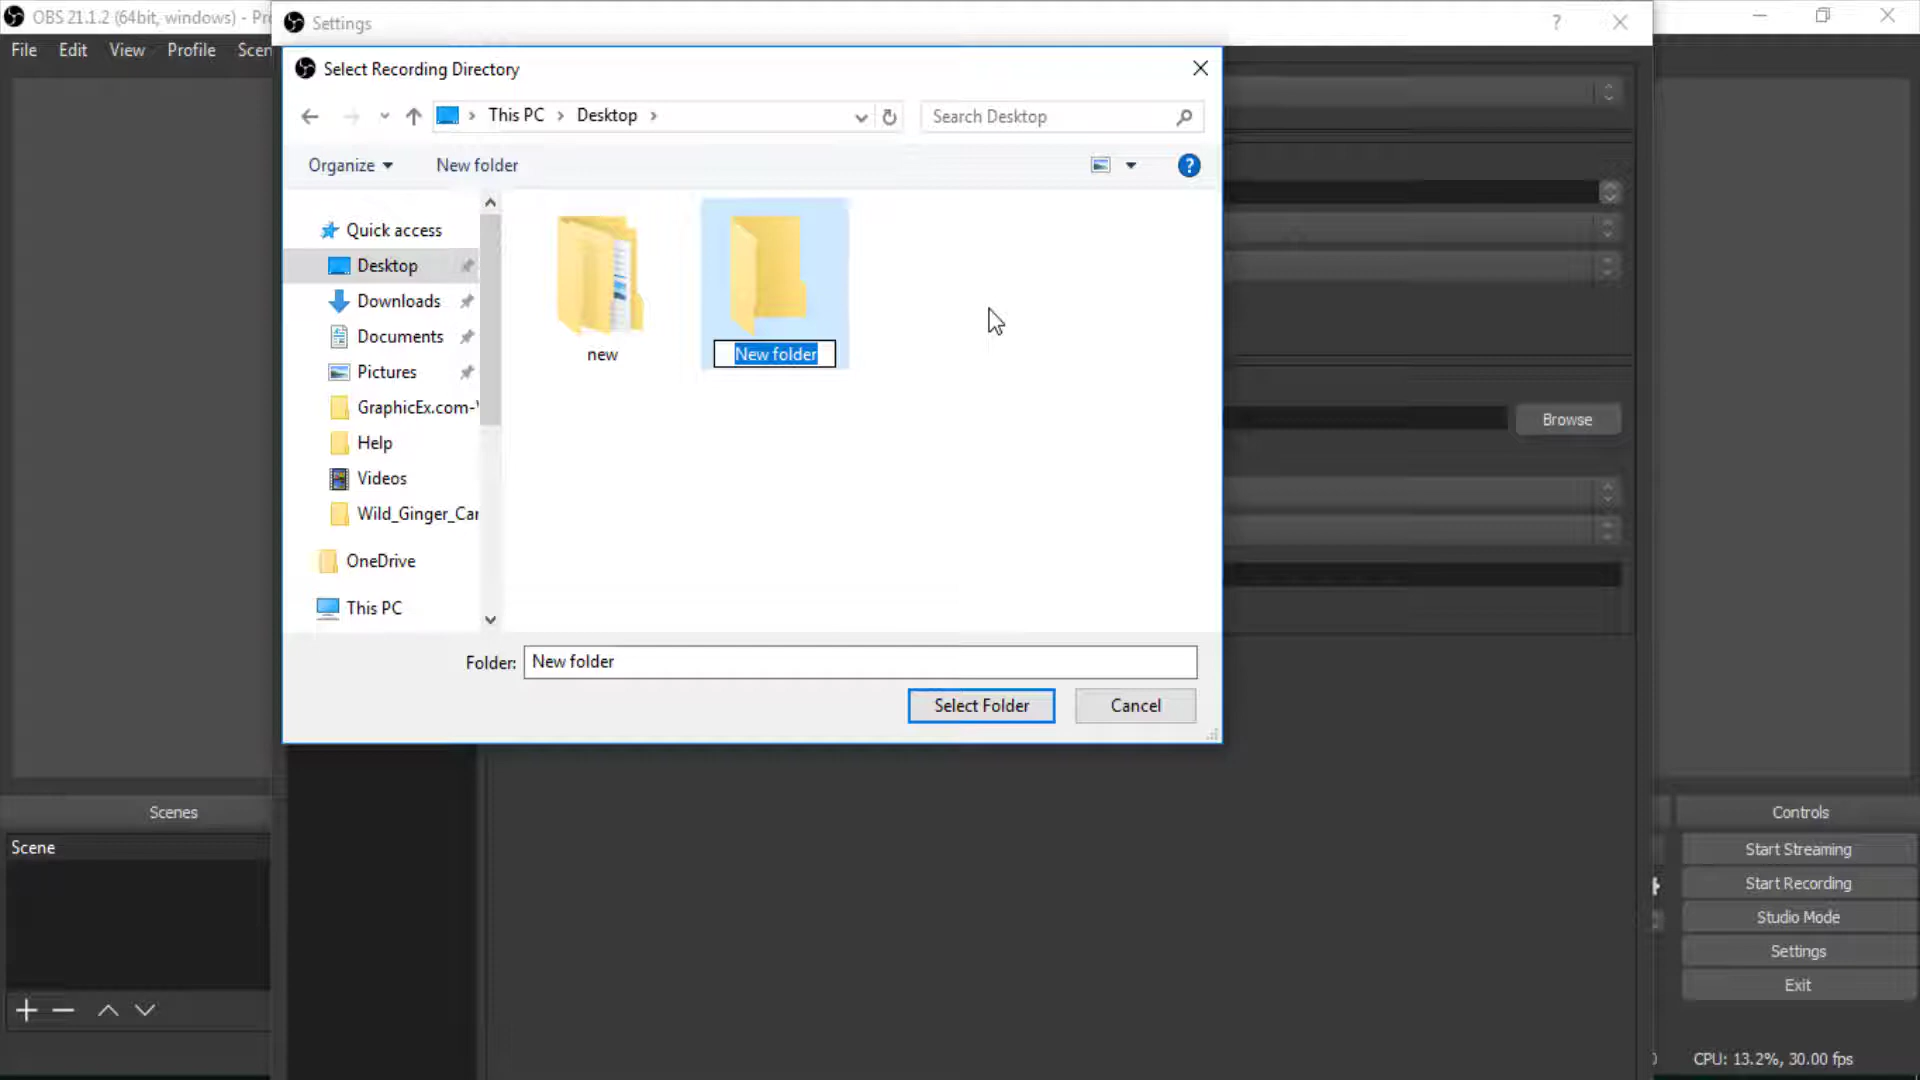 OBS 21.1.2 (64bit, windows) - Pr
Settings
?
File Edit View Profile Scen
Select Recording Directory
This PC > Desktop >
Search Desktop
Organize
New folder
?
Quick access
Desktop
Downloads
Documents
Pictures
GraphicEx.com-
Help
Videos
Wild_Ginger_Car
OneDrive
This PC
new
New folder
Browse
Folder: New folder
Select Folder
Cancel
Scenes
Scene
Controls
Start Streaming
Start Recording
Studio Mode
Settings
Exit
CPU: 13.2%, 30.00 fps